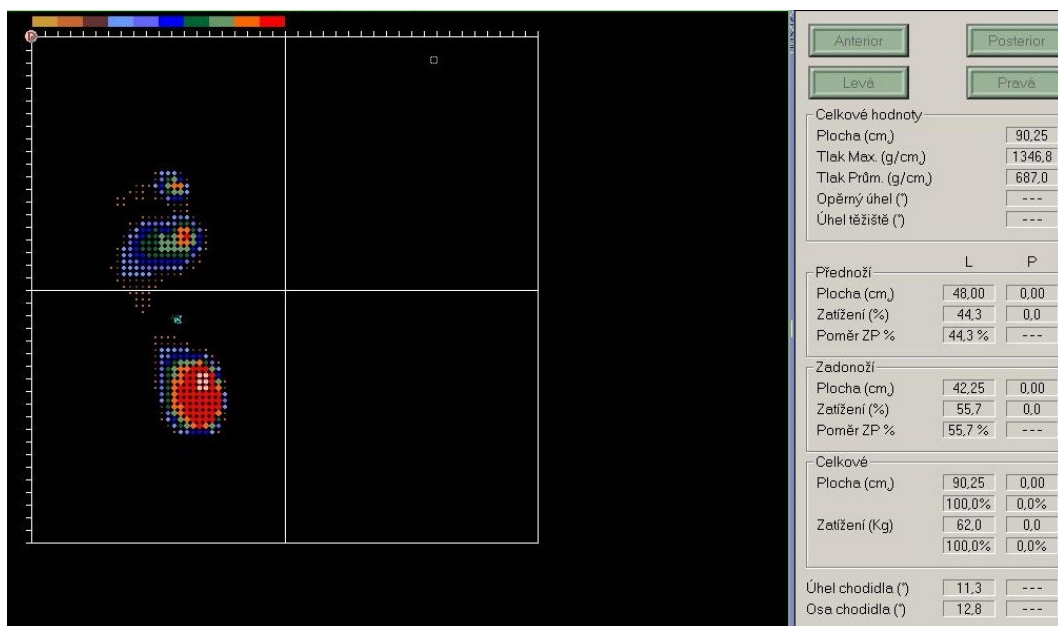 Anterior Posterior
Levá Pravá
Celkové hodnoty
Plocha (cm,) 90,25
Tlak Max. (g/cm,) 1346,8
Tlak Prům. (g/cm,) 687,0
Opěrný úhel (°) ---
Úhel těžiště (°) ---
L P
Přednoží
Plocha (cm,) 48,00 0,00
Zatížení (%) 44,3 0,0
Poměr ZP % 44,3 % ---
Zadonoží
Plocha (cm,) 42,25 0,00
Zatížení (%) 55,7 0,0
Poměr ZP % 55,7 % ---
Celkové
Plocha (cm,) 90,25 0,00
100,0% 0,0%
Zatížení (Kg) 62,0 0,0
100,0% 0,0%
Úhel chodidla (°) 11,3 ---
Osa chodidla (°) 12,8 ---